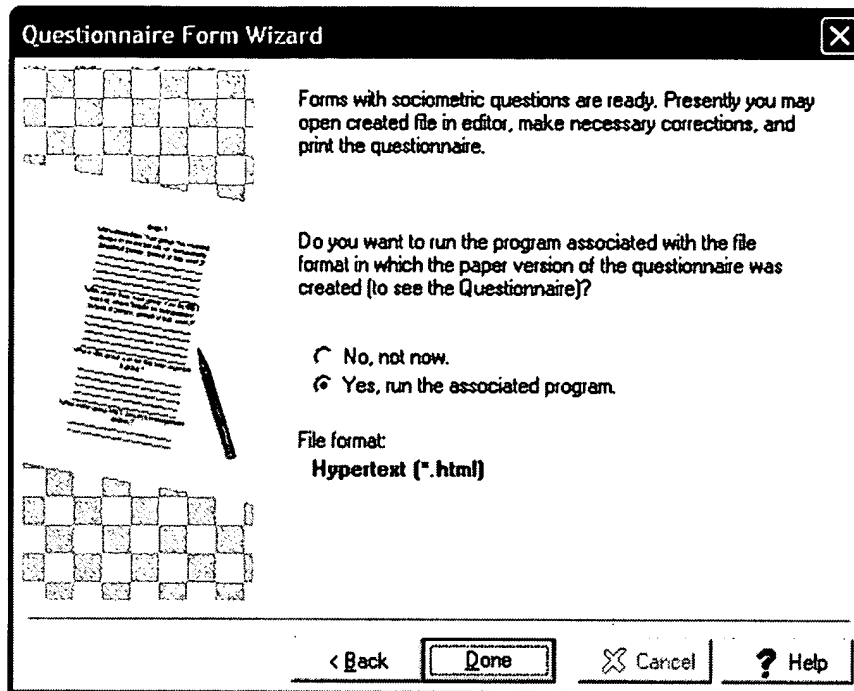 Questionnaire Form Wizard
Forms with sociometric questions are ready. Presently you may
open created file in editor, make necessary corrections, and
print the questionnaire.
Do you want to run the program associated with the file
format in which the paper version of the questionnaire was
created (to see the Questionnaire)?
No, not now.
Yes, run the associated program.
File format:
Hypertext (*.html)
< Back
Done
Cancel
? Help